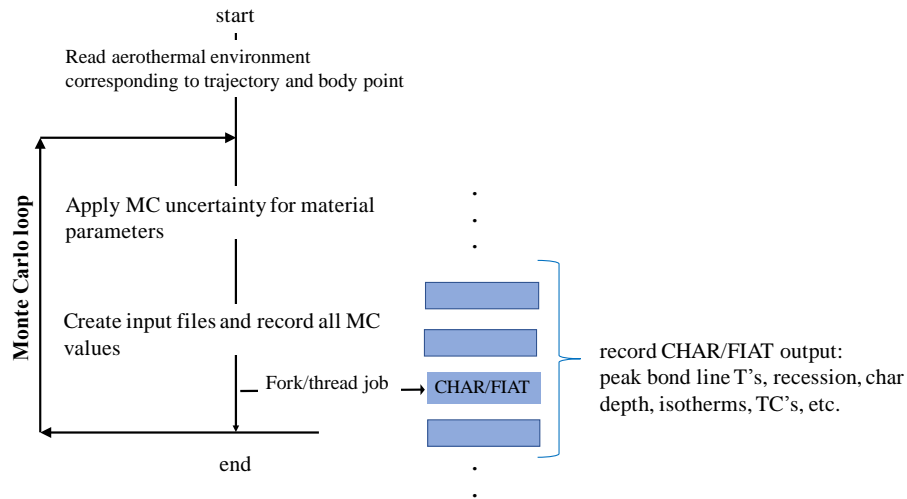 start
Read aerothermal environment
corresponding to trajectory and body point
Monte Carlo loop
Apply MC uncertainty for material
parameters
Create input files and record all MC
values
Fork/thread job
CHAR/FIAT
record CHAR/FIAT output:
peak bond line T's, recession, char
depth, isotherms, TC's, etc.
end